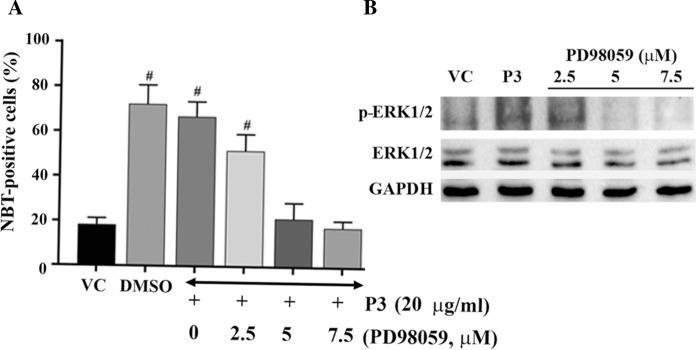 A
NBT-positive cells (%)
100
80
60
40
20
0
#
#
#
VC DMSO
+ + + + P3 (20 μg/ml)
0 2.5 5 7.5 (PD98059, μM)
B
PD98059 (μM)
VC P3 2.5 5 7.5
p-ERK1/2
ERK1/2
GAPDH